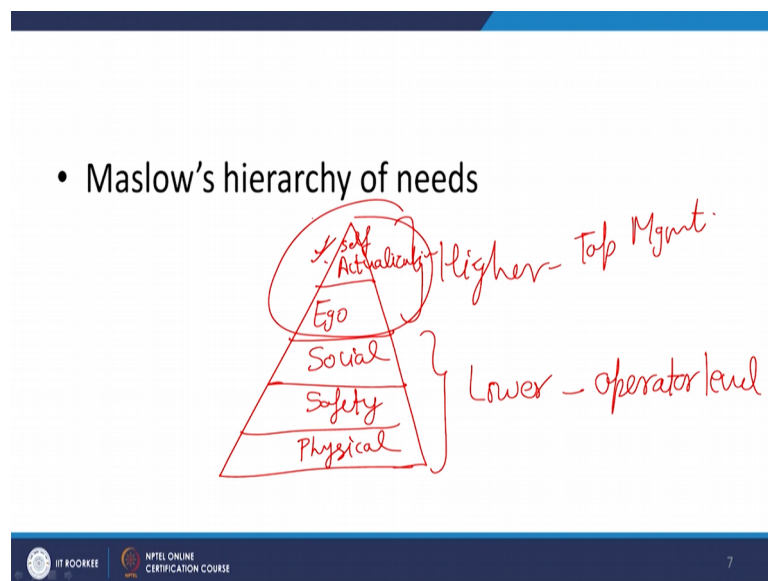 • Maslow's hierarchy of needs
self
Actualicati
Higher - Top Mgmt.
Ego
Social
Lower - operator level
Safety
Physical
IIT ROORKEE
NPTEL ONLINE
CERTIFICATION COURSE
7